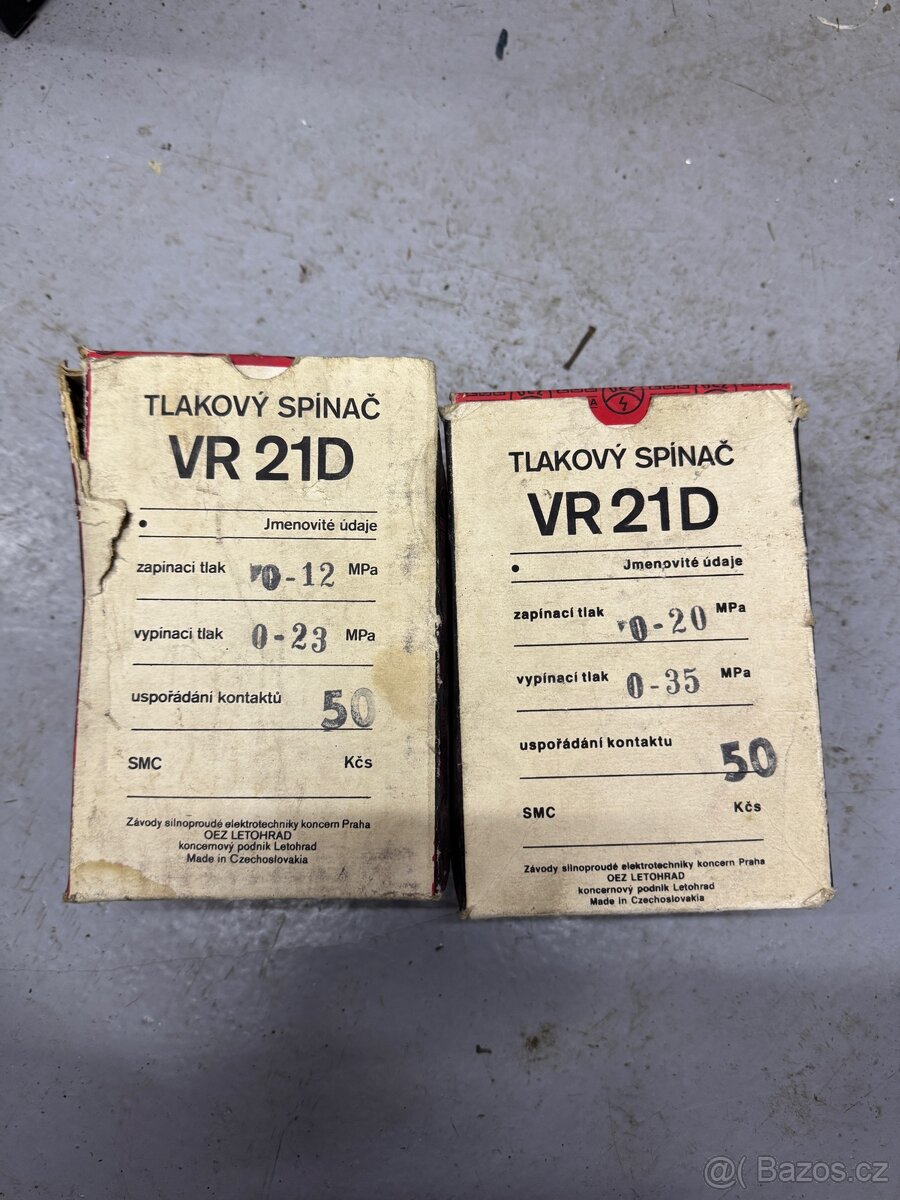 TLAKOVÝ SPÍNAČ
VR 21D
• Jmenovité údaje
zapínací tlak 0-12 MPa
vypínací tlak 0-23 MPa
uspořádání kontaktů 50
SMC Kčs
Závody silnoproudé elektrotechniky koncern Praha
OEZ LETOHRAD
koncernový podnik Letohrad
Made in Czechoslovakia
TLAKOVÝ SPÍNAČ
VR 21D
• Jmenovité údaje
zapínací tlak 0-20 MPa
vypínací tlak 0-35 MPa
uspořádání kontaktu 50
SMC Kčs
Závody silnoproudé elektrotechniky koncern Praha
OEZ LETOHRAD
koncernový podnik Letohrad
Made in Czechoslovakia
@( Bazos.cz